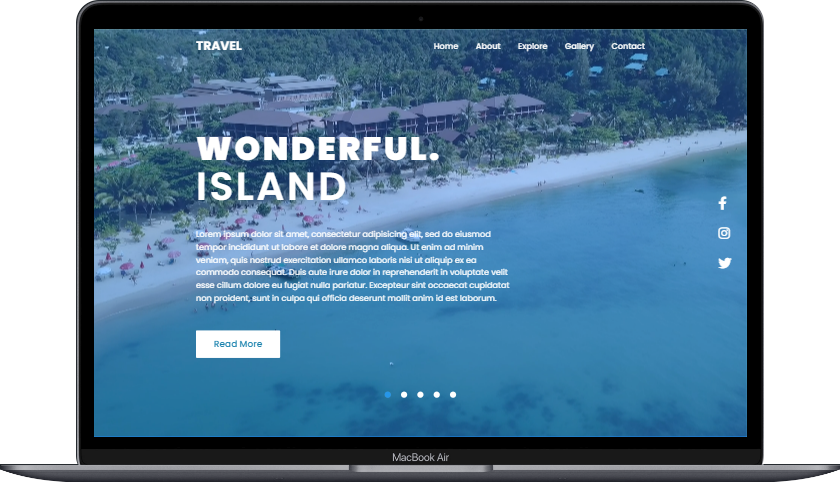 TRAVEL
Home About Explore Gallery Contact
WONDERFUL.
ISLAND
Lorem ipsum dolor sit amet, consectetur adipisicing elit, sed do eiusmod
tempor incididunt ut labore et dolore magna aliqua. Ut enim ad minim
veniam, quis nostrud exercitation ullamco laboris nisi ut aliquip ex ea
commodo consequat. Duis aute irure dolor in reprehenderit in voluptate velit
esse cillum dolore eu fugiat nulla pariatur. Excepteur sint occaecat cupidatat
non proident, sunt in culpa qui officia deserunt mollit anim id est laborum.
Read More
MacBook Air